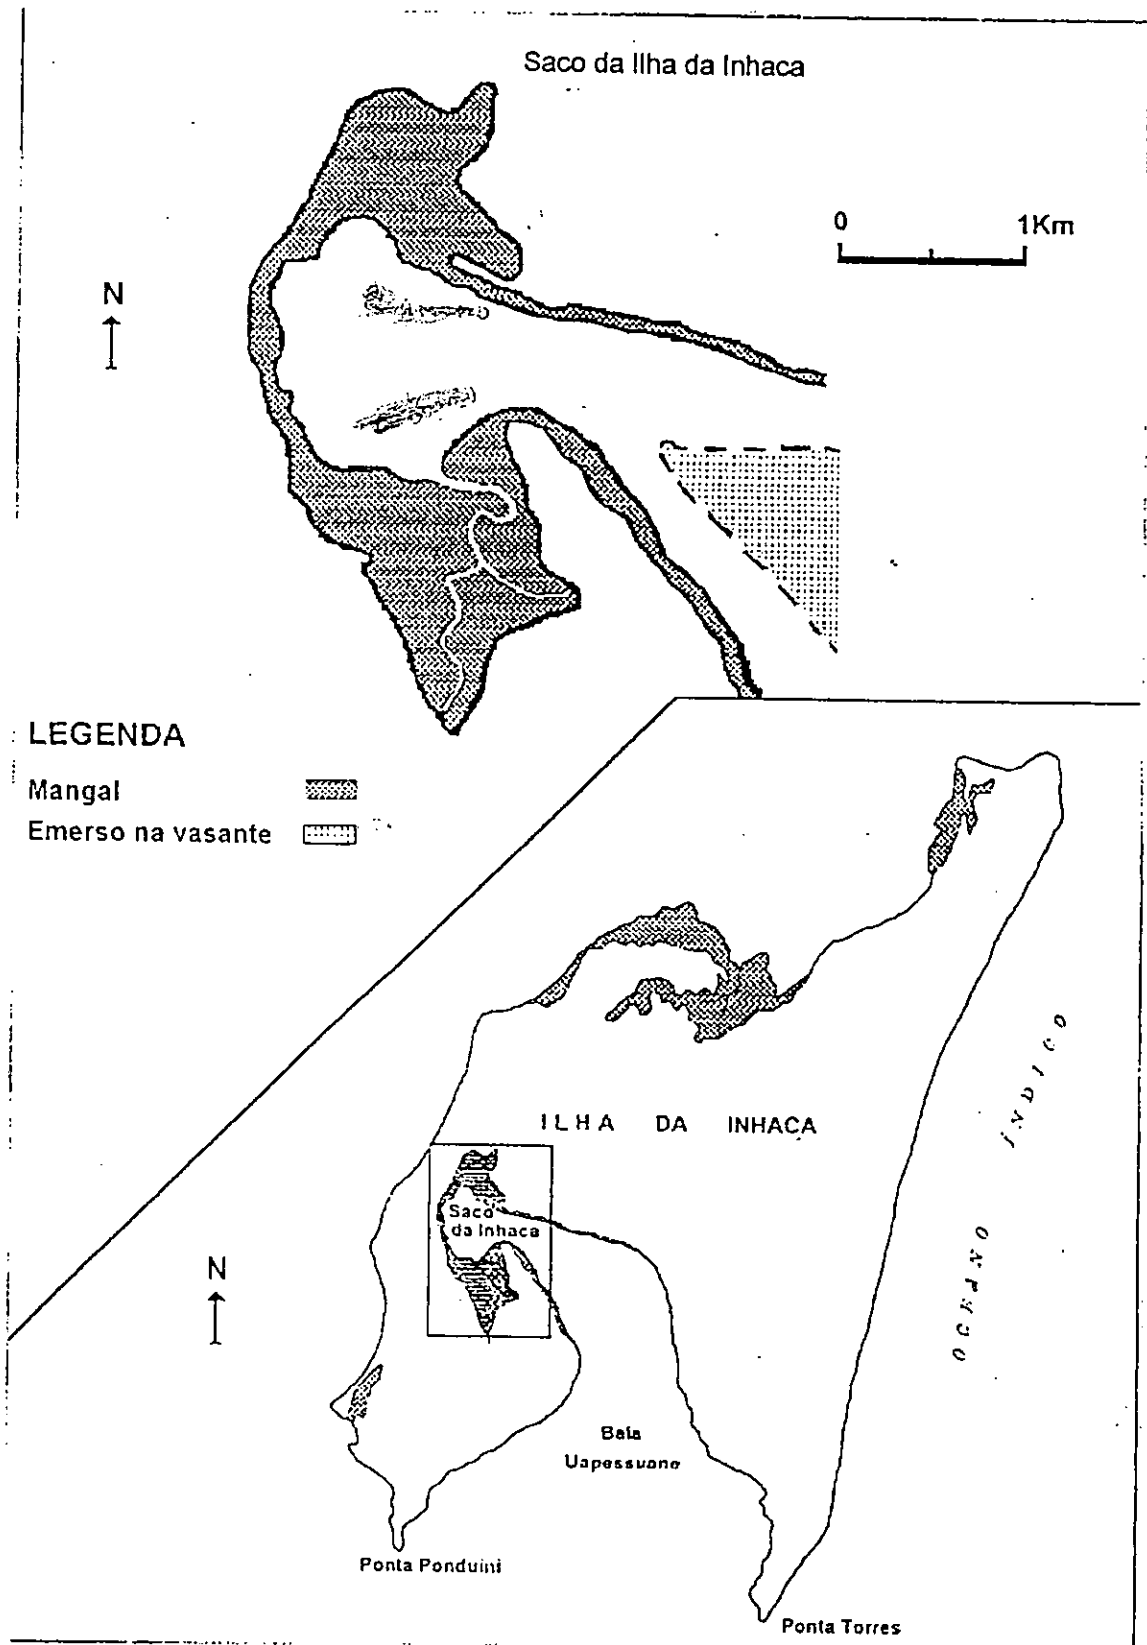 Saco da Ilha da Inhaca
0 1Km
N
LEGENDA
Mangal
Emerso na vasante
ILHA DA INHACA
OCEANO ÍNDICO
Saco
da Inhaca
N
Baía
Uapessuane
Ponta Ponduini
Ponta Torres